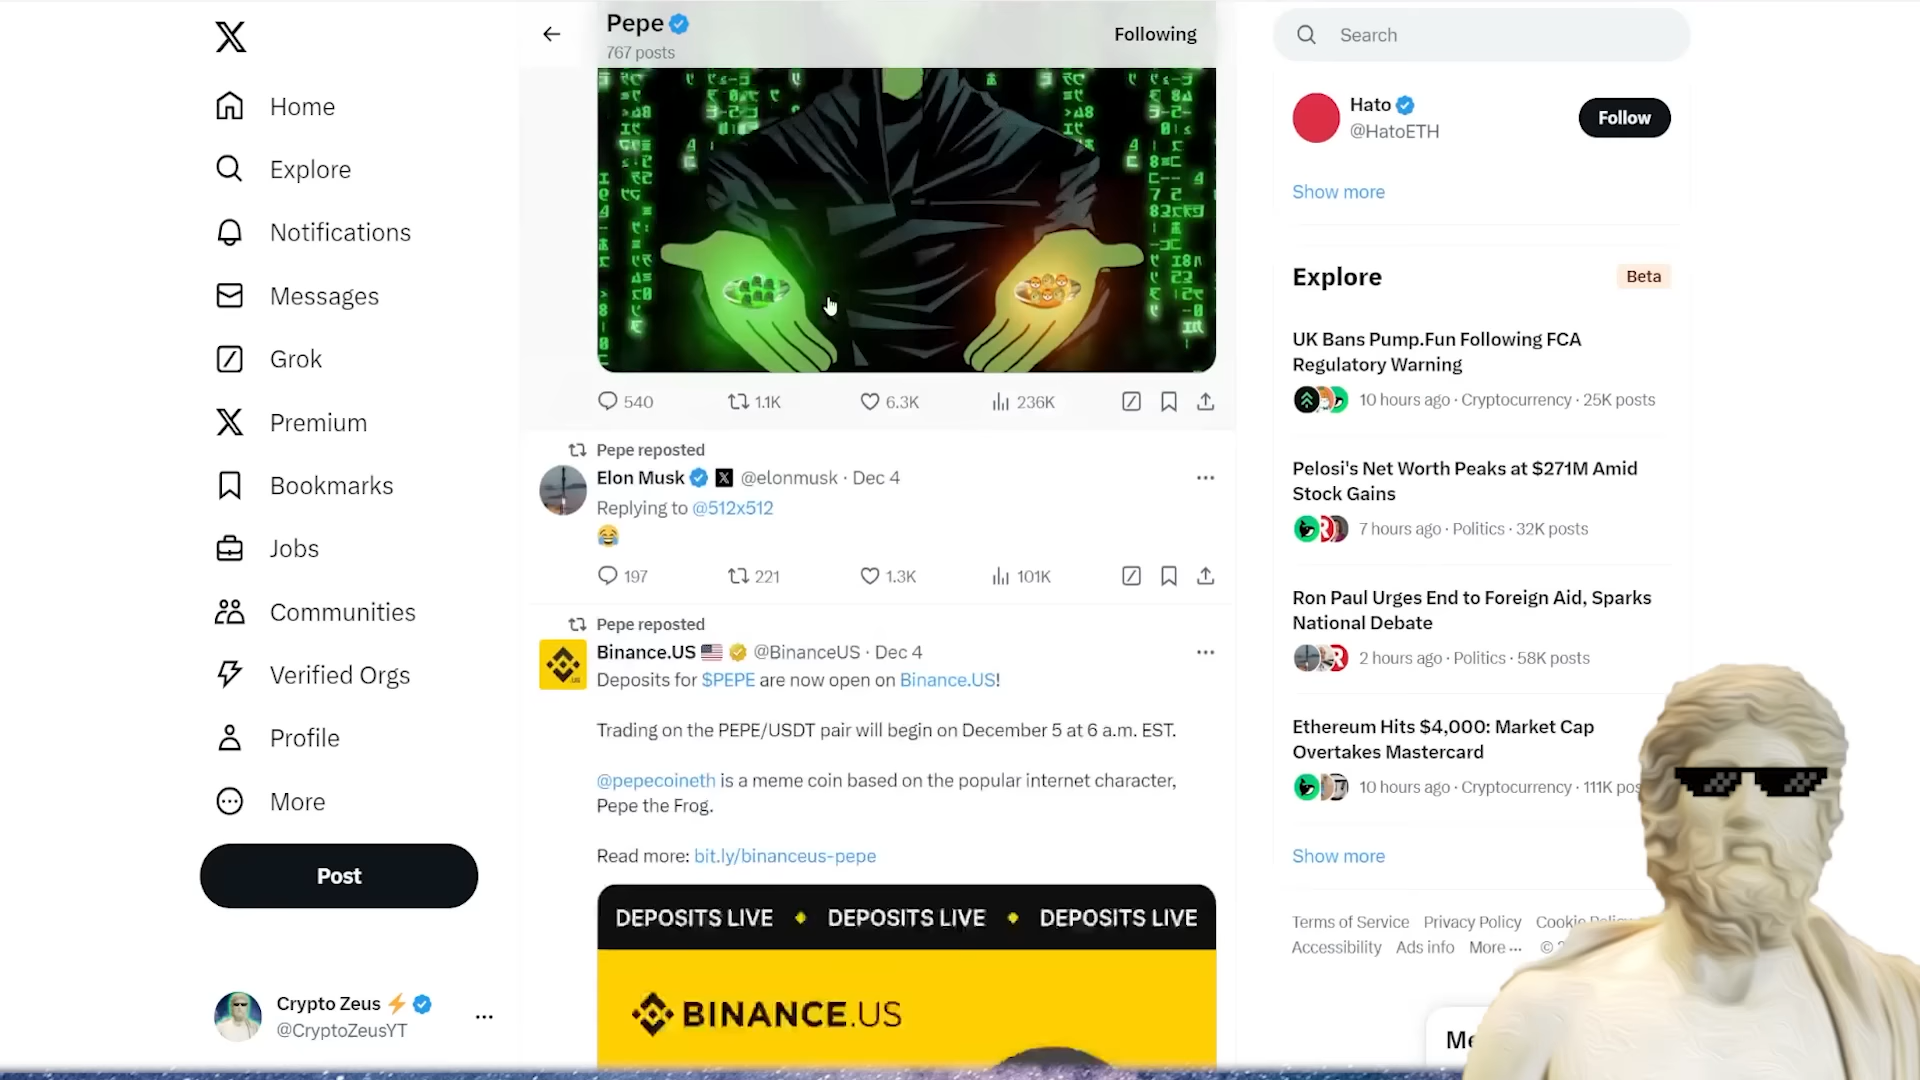 Home
Explore
Notifications
Messages
Grok
Premium
Bookmarks
Jobs
Communities
Verified Orgs
Profile
More
Post
Crypto Zeus
@CryptoZeusYT
Pepe
767 posts
Following
540
1.1K
6.3K
236K
Pepe reposted
Elon Musk @elonmusk · Dec 4
Replying to @512x512
197
221
1.3K
101K
Pepe reposted
Binance.US @BinanceUS · Dec 4
Deposits for $PEPE are now open on Binance.US!
Trading on the PEPE/USDT pair will begin on December 5 at 6 a.m. EST.
@pepecoineth is a meme coin based on the popular internet character,
Pepe the Frog.
Read more: bit.ly/binanceus-pepe
DEPOSITS LIVE DEPOSITS LIVE DEPOSITS LIVE
BINANCE.US
Search
Hato
@HatoETH
Follow
Show more
Explore
Beta
UK Bans Pump.Fun Following FCA
Regulatory Warning
10 hours ago · Cryptocurrency · 25K posts
Pelosi's Net Worth Peaks at $271M Amid
Stock Gains
7 hours ago · Politics · 32K posts
Ron Paul Urges End to Foreign Aid, Sparks
National Debate
2 hours ago · Politics · 58K posts
Ethereum Hits $4,000: Market Cap
Overtakes Mastercard
10 hours ago · Cryptocurrency · 111K pos
Show more
Terms of Service Privacy Policy Cookie
Accessibility Ads info More ··· ©
Me